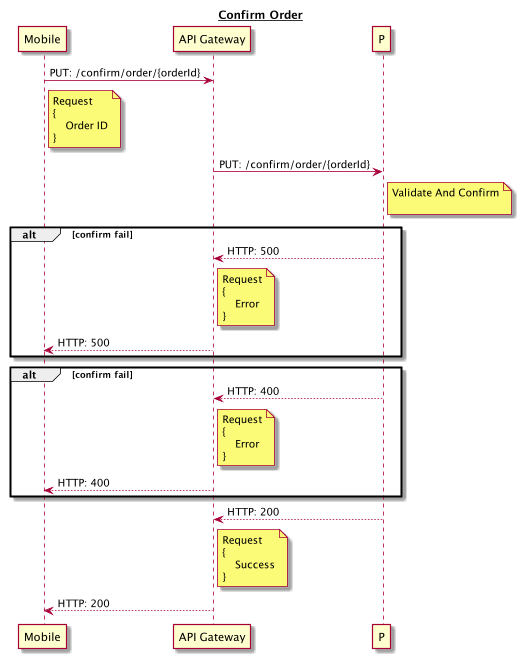 Confirm Order
Mobile
API Gateway
P
PUT: /confirm/order/{orderId}
Request
{
Order ID
}
PUT: /confirm/order/{orderId}
Validate And Confirm
alt [confirm fail]
HTTP: 500
Request
{
Error
}
HTTP: 500
alt [confirm fail]
HTTP: 400
Request
{
Error
}
HTTP: 400
HTTP: 200
Request
{
Success
}
HTTP: 200
Mobile
API Gateway
P